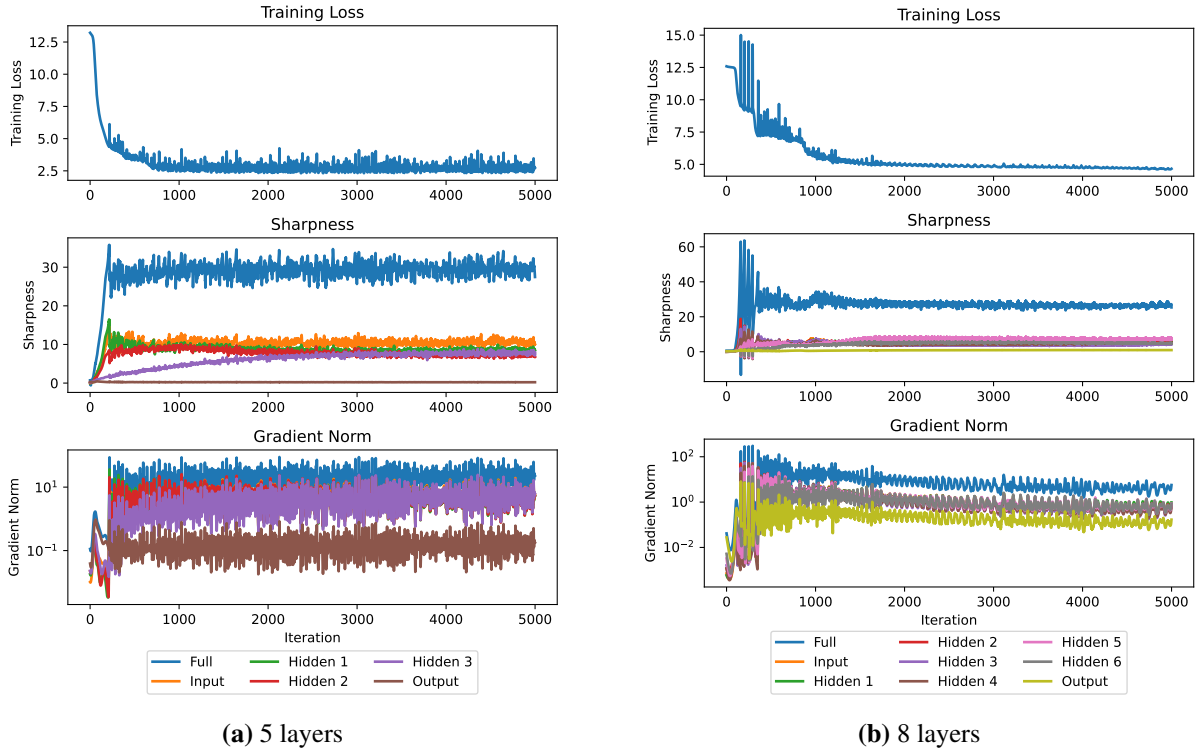 Training Loss
Training Loss
12.5
10.0
7.5
5.0
2.5
0 1000 2000 3000 4000 5000
Sharpness
Sharpness
30
20
10
0
0 1000 2000 3000 4000 5000
Gradient Norm
Gradient Norm
10¹
10⁻¹
0 1000 2000 3000 4000 5000
Iteration
Full Hidden 1 Hidden 3
Input Hidden 2 Output
(a) 5 layers
Training Loss
Training Loss
15.0
12.5
10.0
7.5
5.0
0 1000 2000 3000 4000 5000
Sharpness
Sharpness
60
40
20
0
0 1000 2000 3000 4000 5000
Gradient Norm
Gradient Norm
10²
10⁰
10⁻²
0 1000 2000 3000 4000 5000
Iteration
Full Hidden 2 Hidden 5
Input Hidden 3 Hidden 6
Hidden 1 Hidden 4 Output
(b) 8 layers